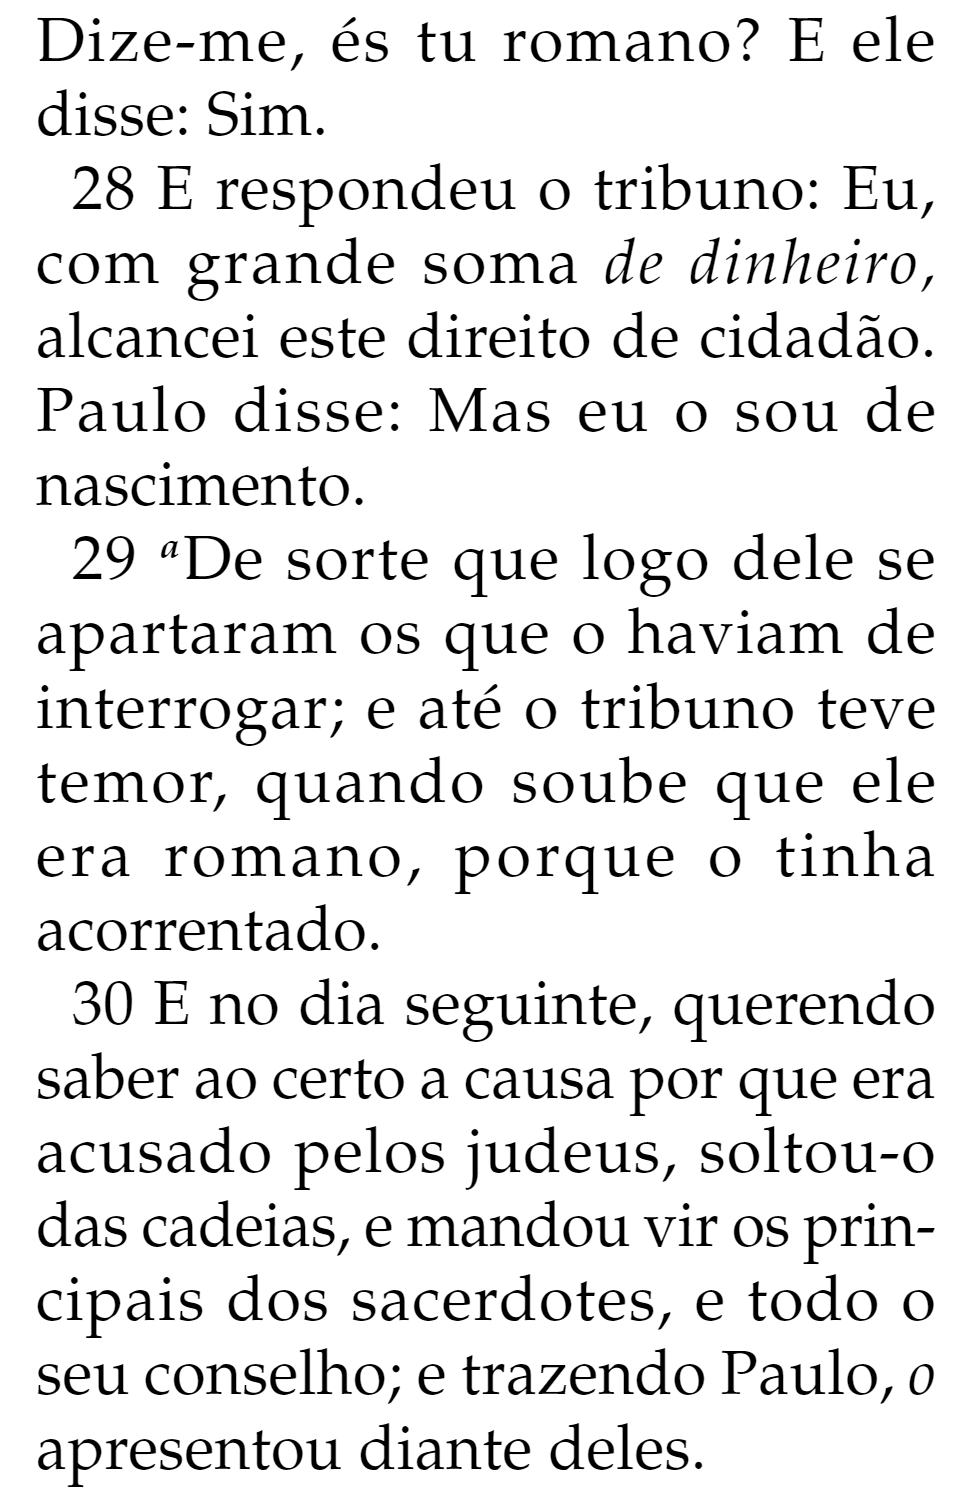 Dize-me, és tu romano? E ele
disse: Sim.
28 E respondeu o tribuno: Eu,
com grande soma de dinheiro,
alcancei este direito de cidadão.
Paulo disse: Mas eu o sou de
nascimento.
29 aDe sorte que logo dele se
apartaram os que o haviam de
interrogar; e até o tribuno teve
temor, quando soube que ele
era romano, porque o tinha
acorrentado.
30 E no dia seguinte, querendo
saber ao certo a causa por que era
acusado pelos judeus, soltou-o
das cadeias, e mandou vir os prin-
cipais dos sacerdotes, e todo o
seu conselho; e trazendo Paulo, o
apresentou diante deles.